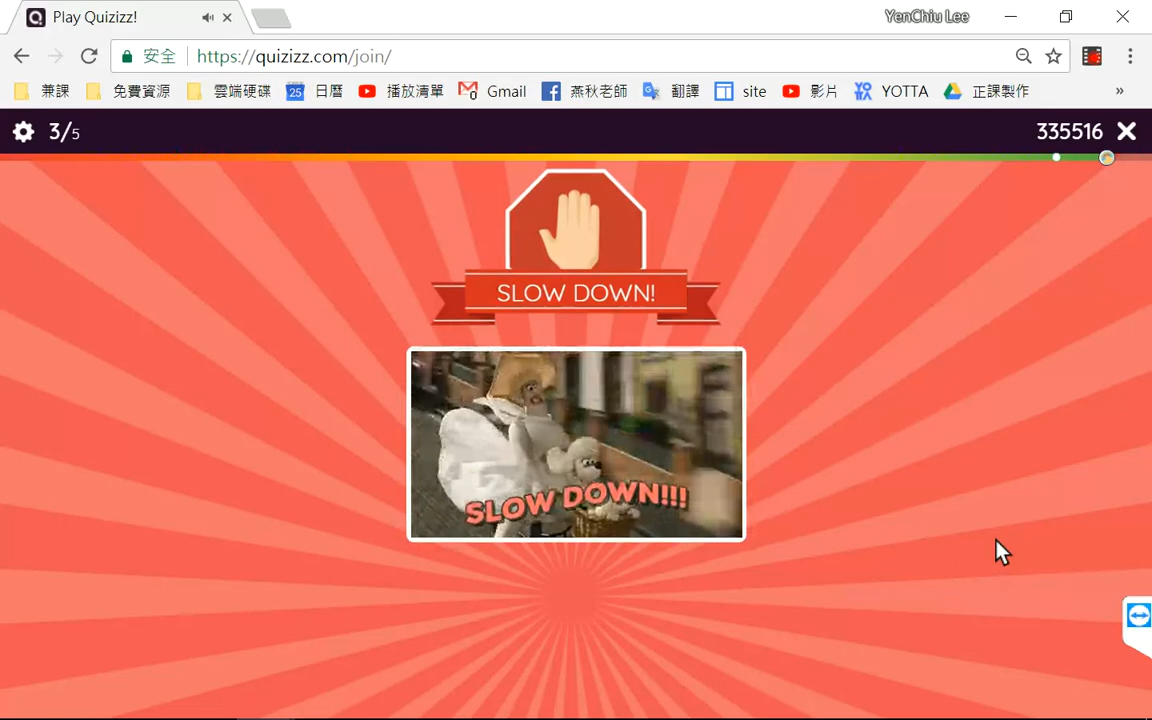 Play Quizizz!
YenChiu Lee
安全 https://quizizz.com/join/
兼課 免費資源 雲端硬碟 25 日曆 播放清單 Gmail 燕秋老師 翻譯 site 影片 YOTTA 正課製作 »
3/5 335516
SLOW DOWN!
SLOW DOWN!!!